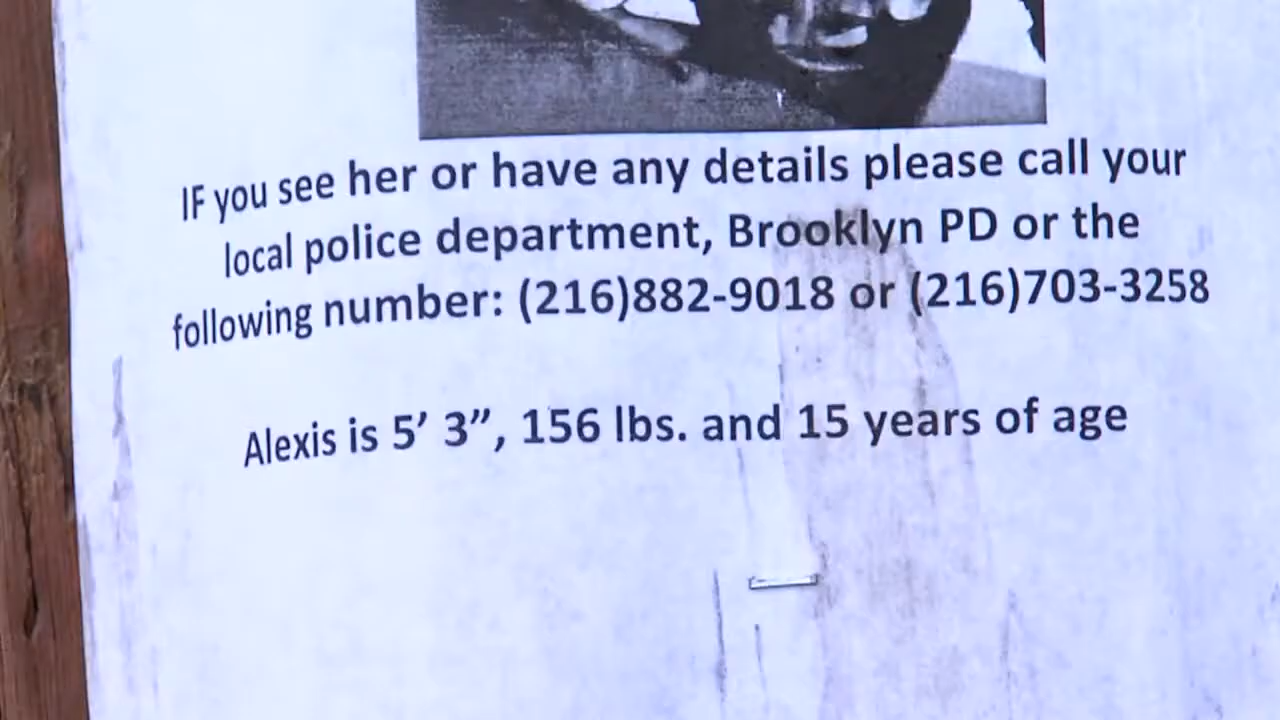 IF you see her or have any details please call your
local police department, Brooklyn PD or the
following number: (216)882-9018 or (216)703-3258
Alexis is 5’ 3”, 156 lbs. and 15 years of age